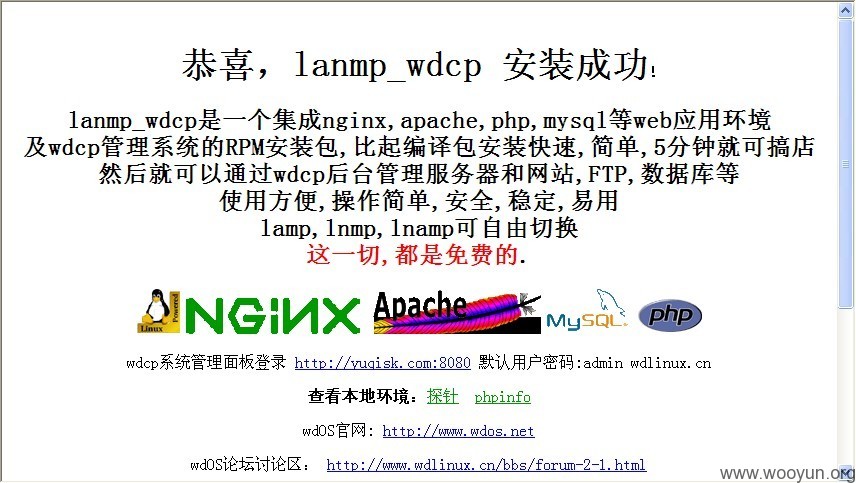 恭喜，lanmp_wdcp 安装成功!
lanmp_wdcp是一个集成nginx,apache,php,mysql等web应用环境
及wdcp管理系统的RPM安装包,比起编译包安装快速,简单,5分钟就可搞店
然后就可以通过wdcp后台管理服务器和网站,FTP,数据库等
使用方便,操作简单,安全,稳定,易用
lamp,lnmp,lnamp可自由切换
这一切,都是免费的.
Linux Powered NGiNX Apache MySQL php
wdcp系统管理面板登录 http://yuqisk.com:8080 默认用户密码:admin wdlinux.cn
查看本地环境：探针 phpinfo
wdOS官网: http://www.wdos.net
wdOS论坛讨论区： http://www.wdlinux.cn/bbs/forum-2-1.html
www.wooyun.org